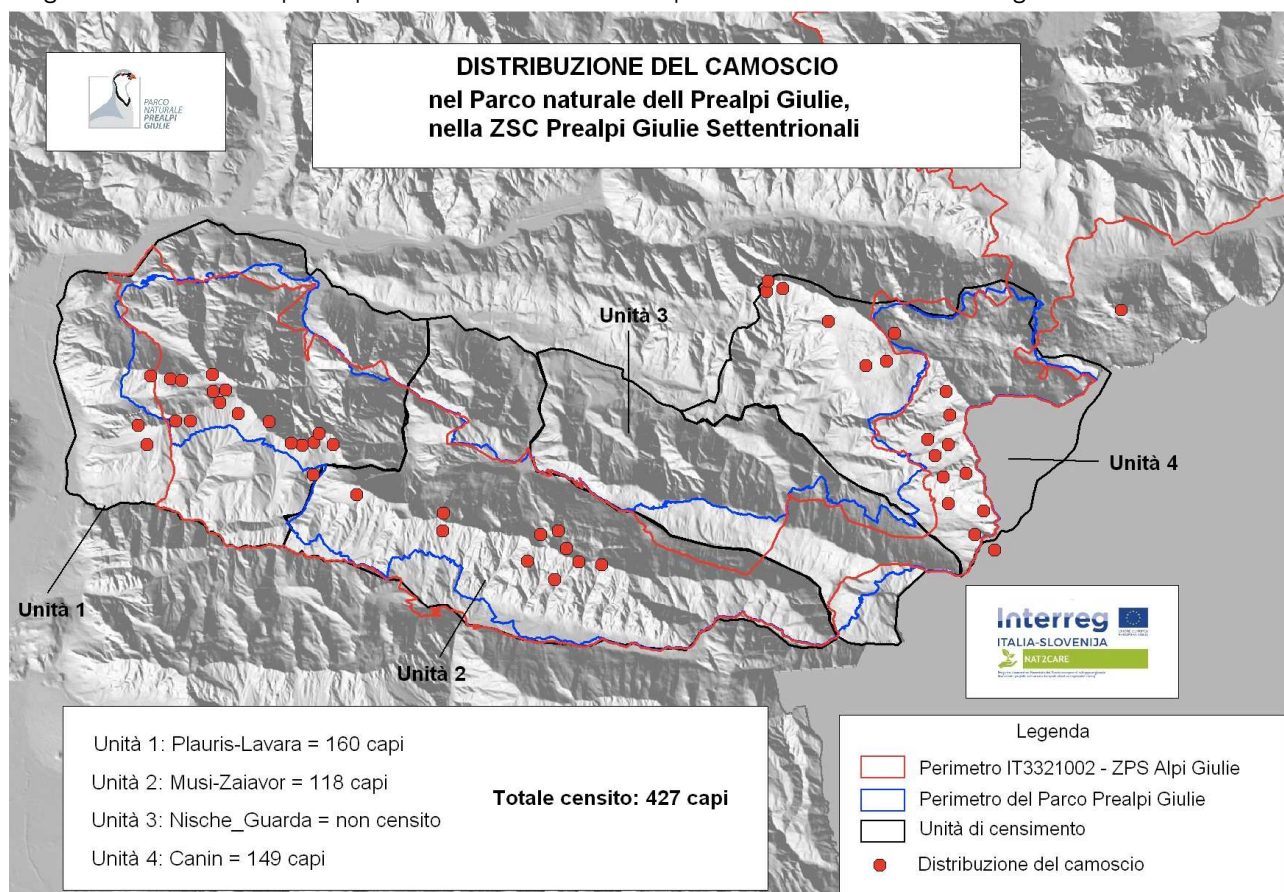 PARCO
NATURALE
PREALPI
GIULIE
DISTRIBUZIONE DEL CAMOSCIO
nel Parco naturale dell Prealpi Giulie,
nella ZSC Prealpi Giulie Settentrionali
Unità 3
Unità 4
Unità 1
Unità 2
Interreg
ITALIA-SLOVENIJA
NAT2CARE
Unità 1: Plauris-Lavara = 160 capi
Unità 2: Musi-Zaiavor = 118 capi
Totale censito: 427 capi
Unità 3: Nische_Guarda = non censito
Unità 4: Canin = 149 capi
Legenda
Perimetro IT3321002 - ZPS Alpi Giulie
Perimetro del Parco Prealpi Giulie
Unità di censimento
Distribuzione del camoscio